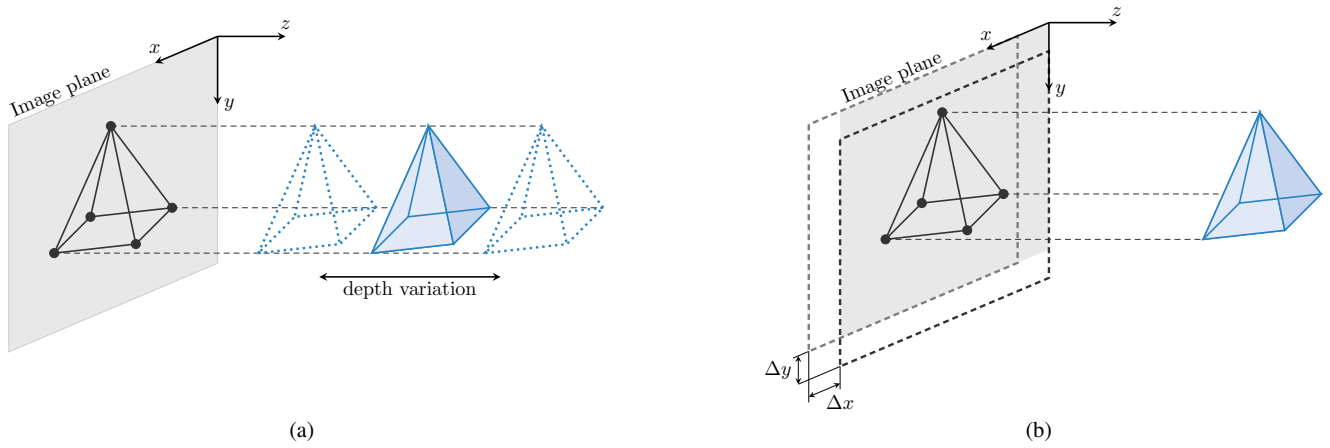 z
x
Image plane
y
depth variation
(a)
z
x
Image plane
y
Δy
Δx
(b)